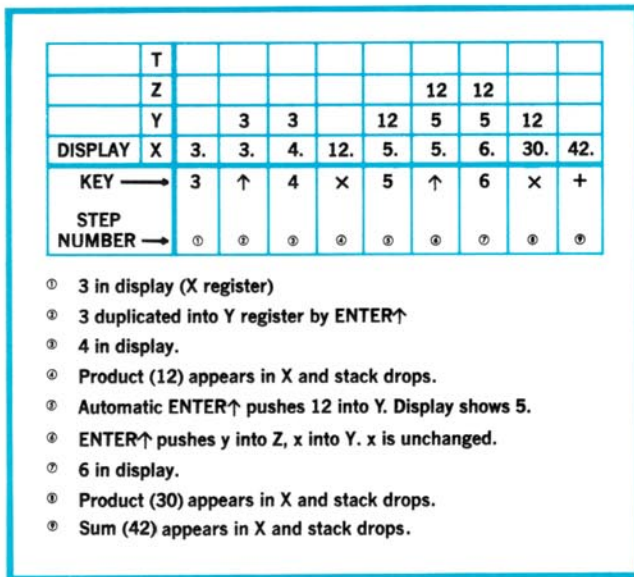 T
Z 12 12
Y 3 3 12 5 5 12
DISPLAY X 3. 3. 4. 12. 5. 5. 6. 30. 42.
KEY → 3 ↑ 4 × 5 ↑ 6 × +
STEP
NUMBER → ① ② ③ ④ ⑤ ⑥ ⑦ ⑧ ⑨
① 3 in display (X register)
② 3 duplicated into Y register by ENTER↑
③ 4 in display.
④ Product (12) appears in X and stack drops.
⑤ Automatic ENTER↑ pushes 12 into Y. Display shows 5.
⑥ ENTER↑ pushes y into Z, x into Y. x is unchanged.
⑦ 6 in display.
⑧ Product (30) appears in X and stack drops.
⑨ Sum (42) appears in X and stack drops.